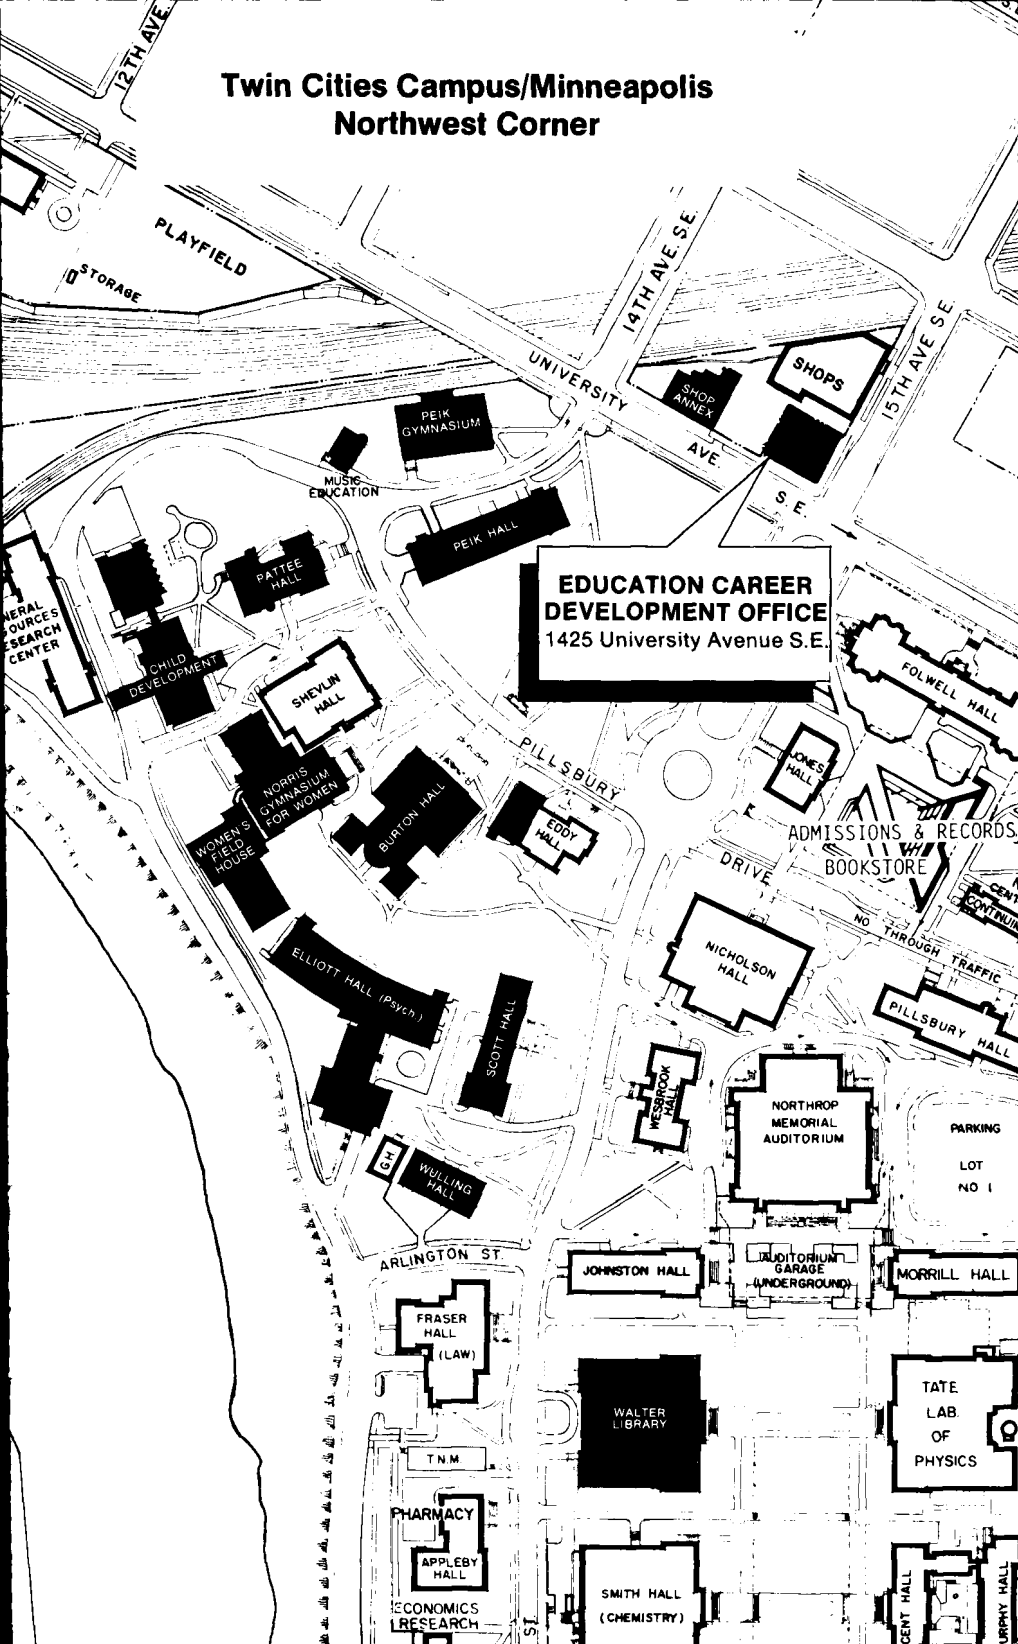 12TH AVE.
Twin Cities Campus/Minneapolis
Northwest Corner
PLAYFIELD
STORAGE
14TH AVE. S.E.
15TH AVE SE
UNIVERSITY
AVE.
S.E.
SHOPS
SHOP
ANNEX
PEIK
GYMNASIUM
MUSIC
EDUCATION
PEIK HALL
PATTEE
HALL
EDUCATION CAREER
DEVELOPMENT OFFICE
1425 University Avenue S.E.
RESEARCH
CENTER
CHILD
DEVELOPMENT
SHEVLIN
HALL
FOLWELL HALL
JONES
HALL
NORRIS
GYMNASIUM
FOR WOMEN
WOMEN'S
FIELD
HOUSE
BURTON HALL
PILLSBURY
DRIVE
EDDY
HALL
ADMISSIONS & RECORDS
BOOKSTORE
NO THROUGH TRAFFIC
NICHOLSON
HALL
PILLSBURY HALL
ELLIOTT HALL (Psych.)
SCOTT HALL
WESBROOK
HALL
NORTHROP
MEMORIAL
AUDITORIUM
PARKING
LOT
NO 1
G.H.
WULLING
HALL
ARLINGTON ST.
JOHNSTON HALL
AUDITORIUM
GARAGE
(UNDERGROUND)
MORRILL HALL
FRASER
HALL
(LAW)
WALTER
LIBRARY
TATE
LAB.
OF
PHYSICS
T.N.M.
PHARMACY
APPLEBY
HALL
ECONOMICS
RESEARCH
ST.
SMITH HALL
(CHEMISTRY)